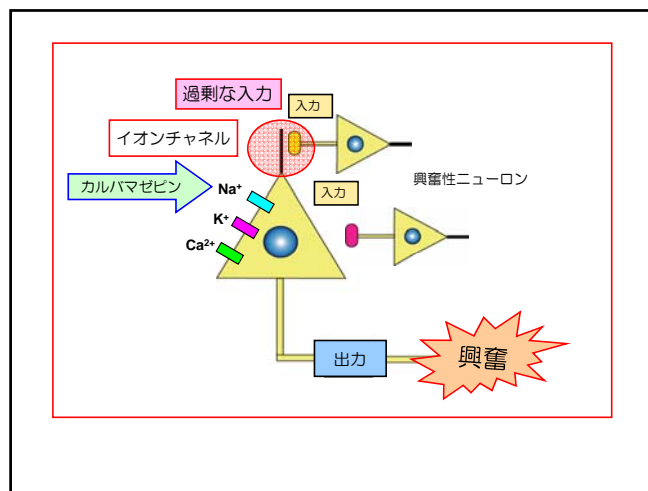 過剰な入力
入力
イオンチャネル
カルバマゼピン
Na⁺
入力
興奮性ニューロン
K⁺
Ca²⁺
出力
興奮